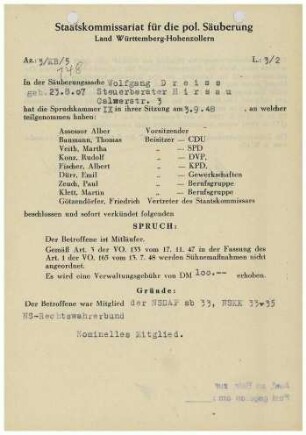 Staatskommissariat für die pol. Säuberung
Land Württemberg-Hohenzollern
Az.: 3/KB/5 L: 3/2
948
In der Säuberungssache Wolfgang Dreiss
geb. 23.8.07 Steuerberater Hirsau
Calwerstr. 3
hat die Spruchkammer IX in ihrer Sitzung am 3.9.48 , an welcher
teilgenommen haben:
Assessor Alber Vorsitzender
Baumann, Thomas Beisitzer — CDU
Veith, Martha — SPD
Konz, Rudolf — DVP,
Fischer, Albert — KPD,
Dürr, Emil — Gewerkschaften
Zeuch, Paul — Berufsgruppe
Klett, Martin — Berufsgruppe
Götzendörfer, Friedrich Vertreter des Staatskommissars
beschlossen und sofort verkündet folgenden
SPRUCH:
Der Betroffene ist Mitläufer.
Gemäß Art. 3 der VO. 133 vom 17. 11. 47 in der Fassung des
Art. 1 der VO. 165 vom 13. 7. 48 werden Sühnemaßnahmen nicht
angeordnet.
Es wird eine Verwaltungsgebühr von DM 100.-- erhoben.
Gründe:
Der Betroffene war Mitglied der NSDAP ab 33, NSKK 33-35
NS-Rechtswahrerbund
Nominelles Mitglied.